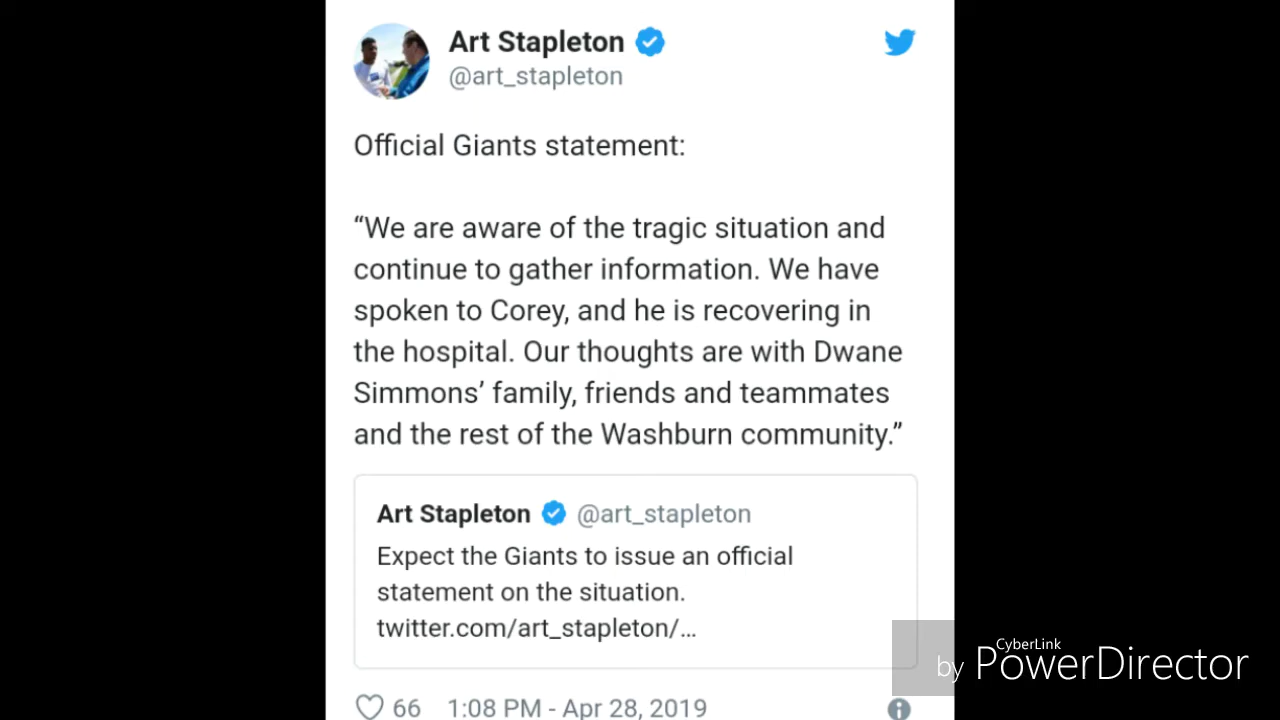 Art Stapleton
@art_stapleton
Official Giants statement:
“We are aware of the tragic situation and
continue to gather information. We have
spoken to Corey, and he is recovering in
the hospital. Our thoughts are with Dwane
Simmons’ family, friends and teammates
and the rest of the Washburn community.”
Art Stapleton @art_stapleton
Expect the Giants to issue an official
statement on the situation.
twitter.com/art_stapleton/…
66 1:08 PM - Apr 28, 2019
CyberLink
by PowerDirector